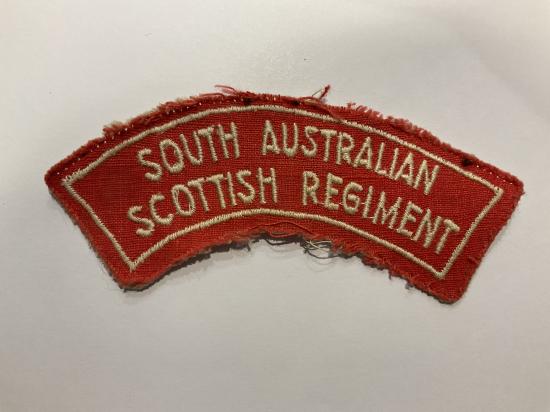 SOUTH AUSTRALIAN
SCOTTISH REGIMENT